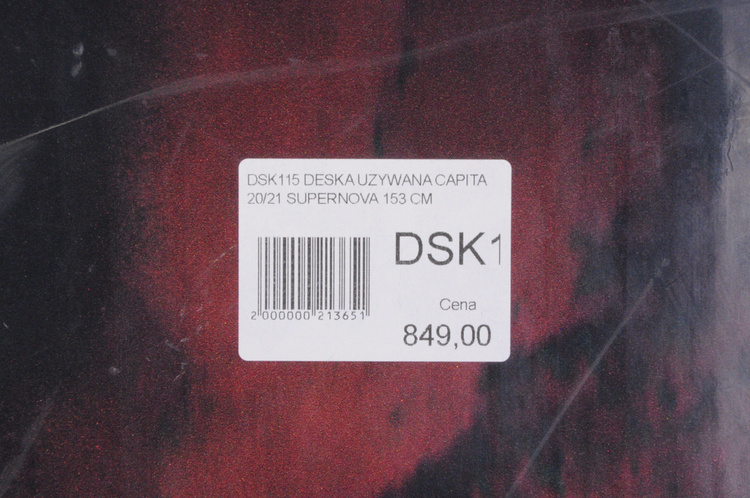 DSK115 DESKA UZYWANA CAPITA
20/21 SUPERNOVA 153 CM
DSK1
Cena
2 000000 213651
849,00